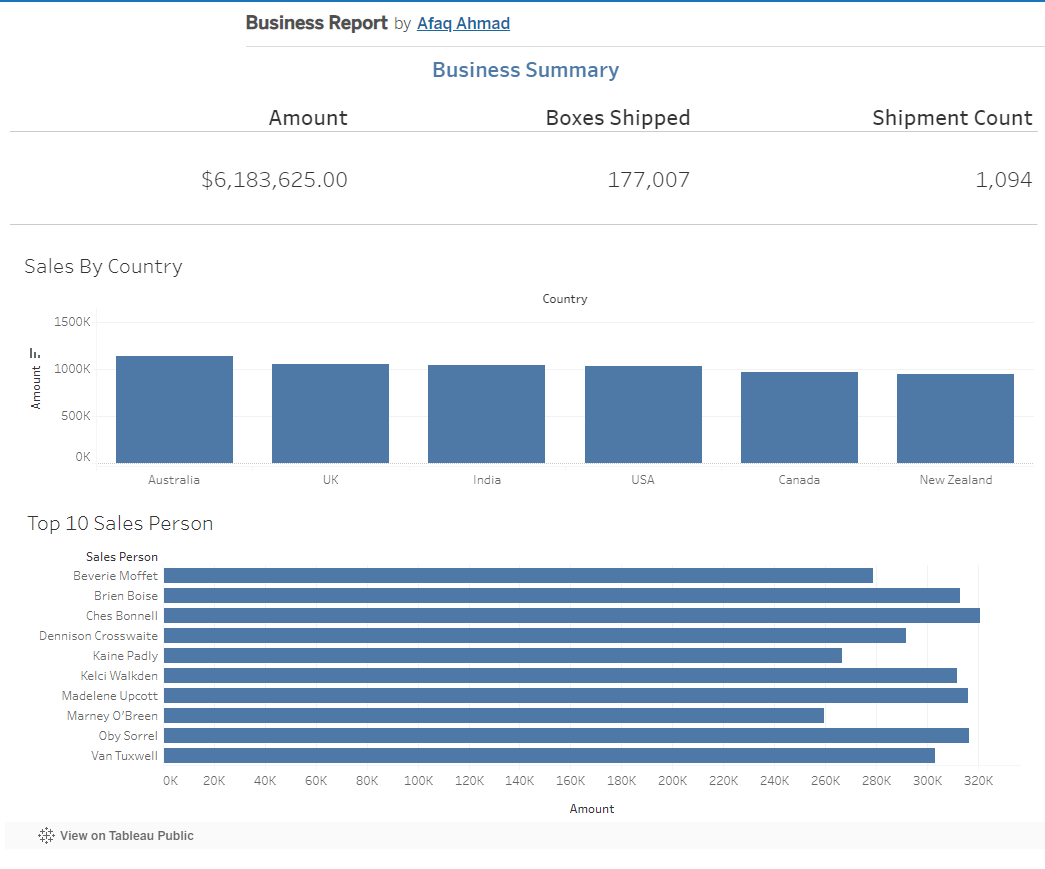 Business Report by Afaq Ahmad
Business Summary
Amount Boxes Shipped Shipment Count
$6,183,625.00 177,007 1,094
Sales By Country
Country
1500K
1000K
500K
0K
Amount
Australia UK India USA Canada New Zealand
Top 10 Sales Person
Sales Person
Beverie Moffet
Brien Boise
Ches Bonnell
Dennison Crosswaite
Kaine Padly
Kelci Walkden
Madelene Upcott
Marney O’Breen
Oby Sorrel
Van Tuxwell
0K 20K 40K 60K 80K 100K 120K 140K 160K 180K 200K 220K 240K 260K 280K 300K 320K
Amount
View on Tableau Public